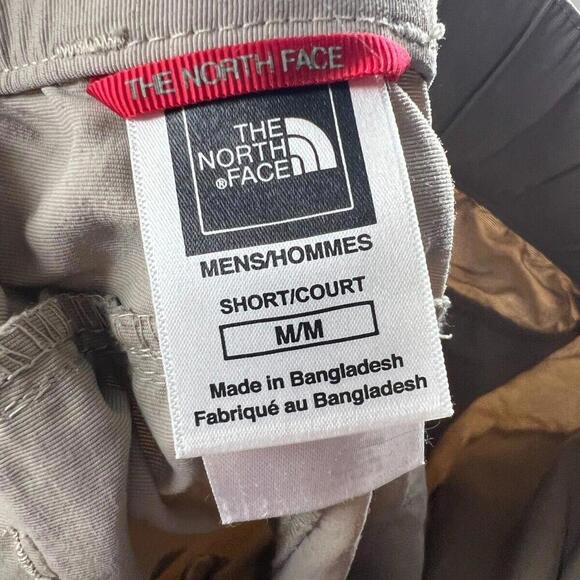 THE NORTH FACE
THE
NORTH
®FACE
MENS/HOMMES
SHORT/COURT
M/M
Made in Bangladesh
Fabriqué au Bangladesh